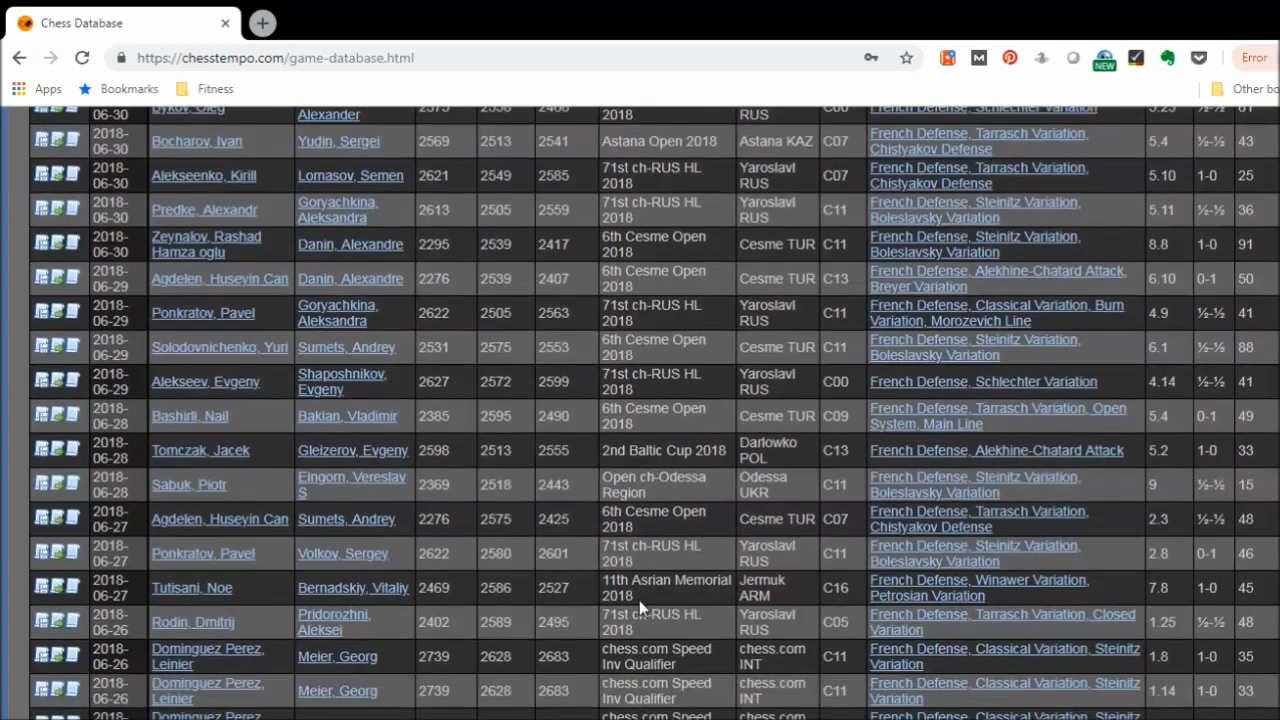 Chess Database
https://chesstempo.com/game-database.html
NEW
Error
Apps
Bookmarks
Fitness
Other bo
06-30
Alexander
2018
RUS
French Defense, Schlechter Variation
2018-
06-30
Bocharov, Ivan
Yudin, Sergei
2569
2513
2541
Astana Open 2018
Astana KAZ
C07
French Defense, Tarrasch Variation,
Chistyakov Defense
5.4
½-½
43
2018-
06-30
Alekseenko, Kirill
Lomasov, Semen
2621
2549
2585
71st ch-RUS HL
2018
Yaroslavl
RUS
C07
French Defense, Tarrasch Variation,
Chistyakov Defense
5.10
1-0
25
2018-
06-30
Predke, Alexandr
Goryachkina,
Aleksandra
2613
2505
2559
71st ch-RUS HL
2018
Yaroslavl
RUS
C11
French Defense, Steinitz Variation,
Boleslavsky Variation
5.11
½-½
36
2018-
06-30
Zeynalov, Rashad
Hamza oglu
Danin, Alexandre
2295
2539
2417
6th Cesme Open
2018
Cesme TUR
C11
French Defense, Steinitz Variation,
Boleslavsky Variation
8.8
1-0
91
2018-
06-29
Agdelen, Huseyin Can
Danin, Alexandre
2276
2539
2407
6th Cesme Open
2018
Cesme TUR
C13
French Defense, Alekhine-Chatard Attack,
Breyer Variation
6.10
0-1
50
2018-
06-29
Ponkratov, Pavel
Goryachkina,
Aleksandra
2622
2505
2563
71st ch-RUS HL
2018
Yaroslavl
RUS
C11
French Defense, Classical Variation, Burn
Variation, Morozevich Line
4.9
½-½
41
2018-
06-29
Solodovnichenko, Yuri
Sumets, Andrey
2531
2575
2553
6th Cesme Open
2018
Cesme TUR
C11
French Defense, Steinitz Variation,
Boleslavsky Variation
6.1
½-½
88
2018-
06-29
Alekseev, Evgeny
Shaposhnikov,
Evgeny
2627
2572
2599
71st ch-RUS HL
2018
Yaroslavl
RUS
C00
French Defense, Schlechter Variation
4.14
½-½
41
2018-
06-28
Bashirli, Nail
Baklan, Vladimir
2385
2595
2490
6th Cesme Open
2018
Cesme TUR
C09
French Defense, Tarrasch Variation, Open
System, Main Line
5.4
0-1
49
2018-
06-28
Tomczak, Jacek
Gleizerov, Evgeny
2598
2513
2555
2nd Baltic Cup 2018
Darlowko
POL
C13
French Defense, Alekhine-Chatard Attack
5.2
1-0
33
2018-
06-28
Sabuk, Piotr
Eingorn, Vereslav
S
2369
2518
2443
Open ch-Odessa
Region
Odessa
UKR
C11
French Defense, Steinitz Variation,
Boleslavsky Variation
9
½-½
15
2018-
06-27
Agdelen, Huseyin Can
Sumets, Andrey
2276
2575
2425
6th Cesme Open
2018
Cesme TUR
C07
French Defense, Tarrasch Variation,
Chistyakov Defense
2.3
½-½
48
2018-
06-27
Ponkratov, Pavel
Volkov, Sergey
2622
2580
2601
71st ch-RUS HL
2018
Yaroslavl
RUS
C11
French Defense, Steinitz Variation,
Boleslavsky Variation
2.8
0-1
46
2018-
06-27
Tutisani, Noe
Bernadskiy, Vitaliy
2469
2586
2527
11th Asrian Memorial
2018
Jermuk
ARM
C16
French Defense, Winawer Variation,
Petrosian Variation
7.8
1-0
45
2018-
06-26
Rodin, Dmitrij
Pridorozhni,
Aleksei
2402
2589
2495
71st ch-RUS HL
2018
Yaroslavl
RUS
C05
French Defense, Tarrasch Variation, Closed
Variation
1.25
½-½
48
2018-
06-26
Dominguez Perez,
Leinier
Meier, Georg
2739
2628
2683
chess.com Speed
Inv Qualifier
chess.com
INT
C11
French Defense, Classical Variation, Steinitz
Variation
1.8
1-0
35
2018-
06-26
Dominguez Perez,
Leinier
Meier, Georg
2739
2628
2683
chess.com Speed
Inv Qualifier
chess.com
INT
C11
French Defense, Classical Variation, Steinitz
Variation
1.14
1-0
33
2018-
Dominguez Perez,
chess.com Speed
chess.com
French Defense, Classical Variation, Steinitz